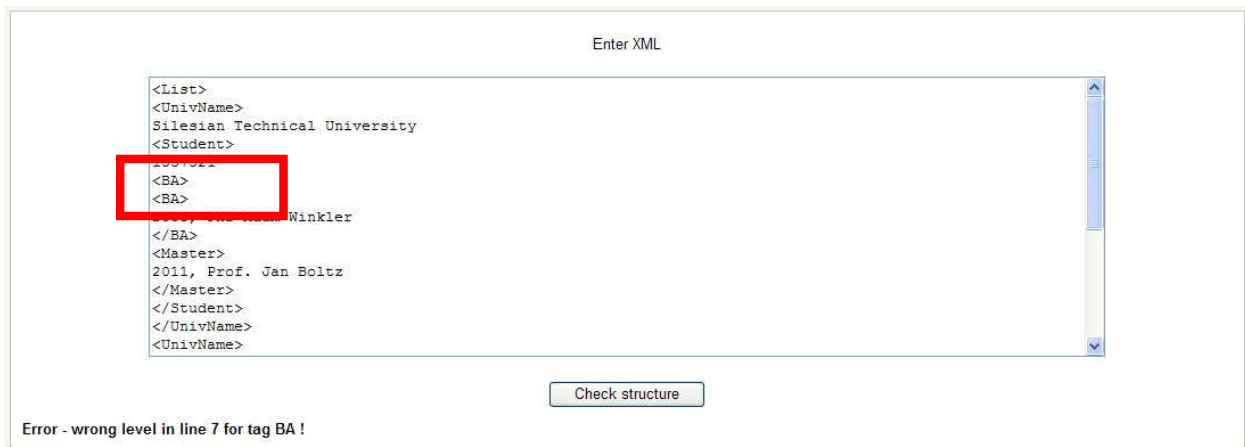 Enter XML
<List>
<UnivName>
Silesian Technical University
<Student>
<BA>
<BA>
Winkler
</BA>
<Master>
2011, Prof. Jan Boltz
</Master>
</Student>
</UnivName>
<UnivName>
Check structure
Error - wrong level in line 7 for tag BA !